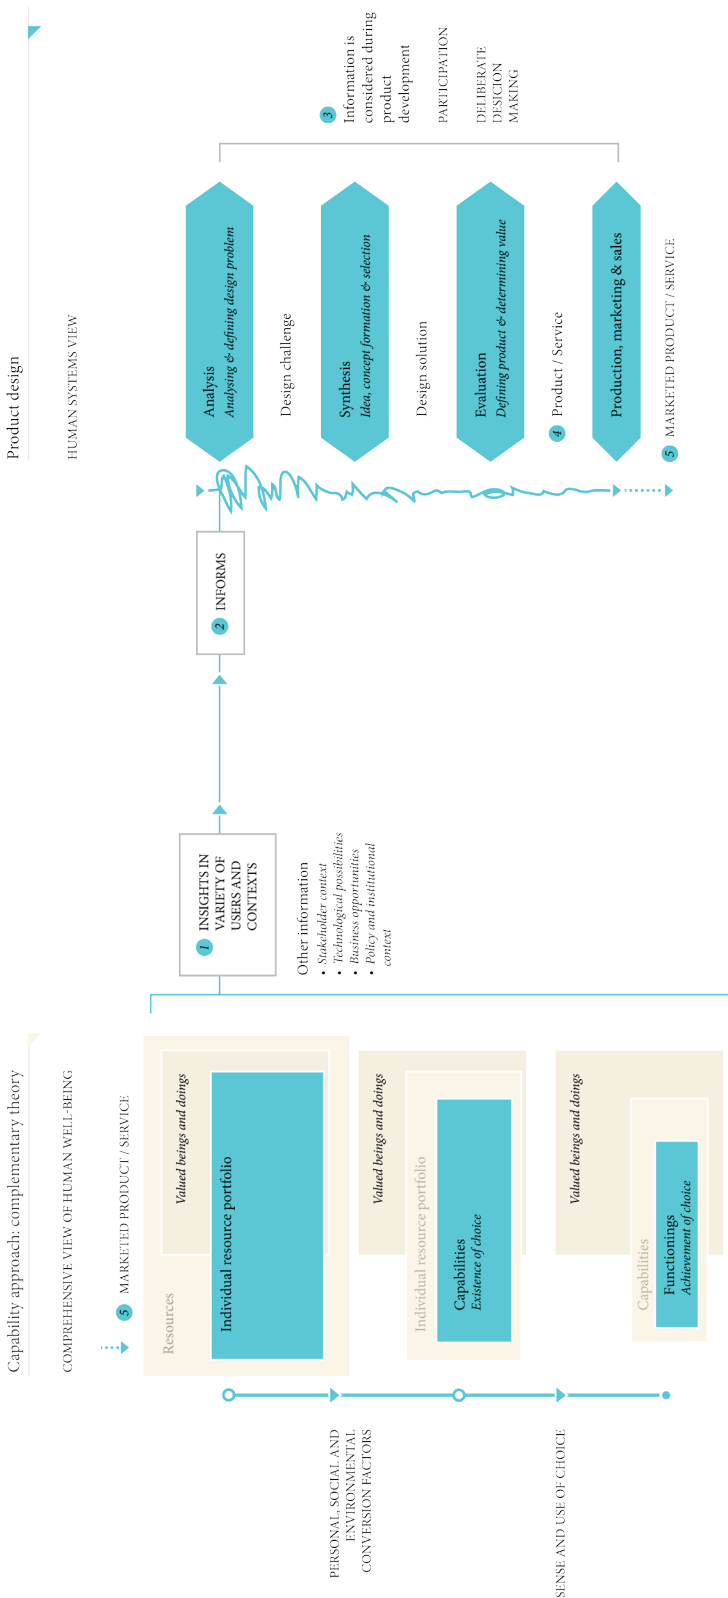 Capability approach: complementary theory
COMPREHENSIVE VIEW OF HUMAN WELL-BEING
5 MARKETED PRODUCT / SERVICE
PERSONAL, SOCIAL AND
ENVIRONMENTAL
CONVERSION FACTORS
SENSE AND USE OF CHOICE
Resources
Valued beings and doings
Individual resource portfolio
Valued beings and doings
Individual resource portfolio
Capabilities
Existence of choice
Valued beings and doings
Capabilities
Functionings
Achievement of choice
1 INSIGHTS IN
VARIETY OF
USERS AND
CONTEXTS
Other information
• Stakeholder context
• Technological possibilities
• Business opportunities
• Policy and institutional
context
2 INFORMS
Product design
HUMAN SYSTEMS VIEW
Analysis
Analysing & defining design problem
Design challenge
Synthesis
Idea, concept formation & selection
Design solution
Evaluation
Defining product & determining value
4 Product / Service
Production, marketing & sales
5 MARKETED PRODUCT / SERVICE
3 Information is
considered during
product
development
PARTICIPATION
DELIBERATE
DESICION
MAKING